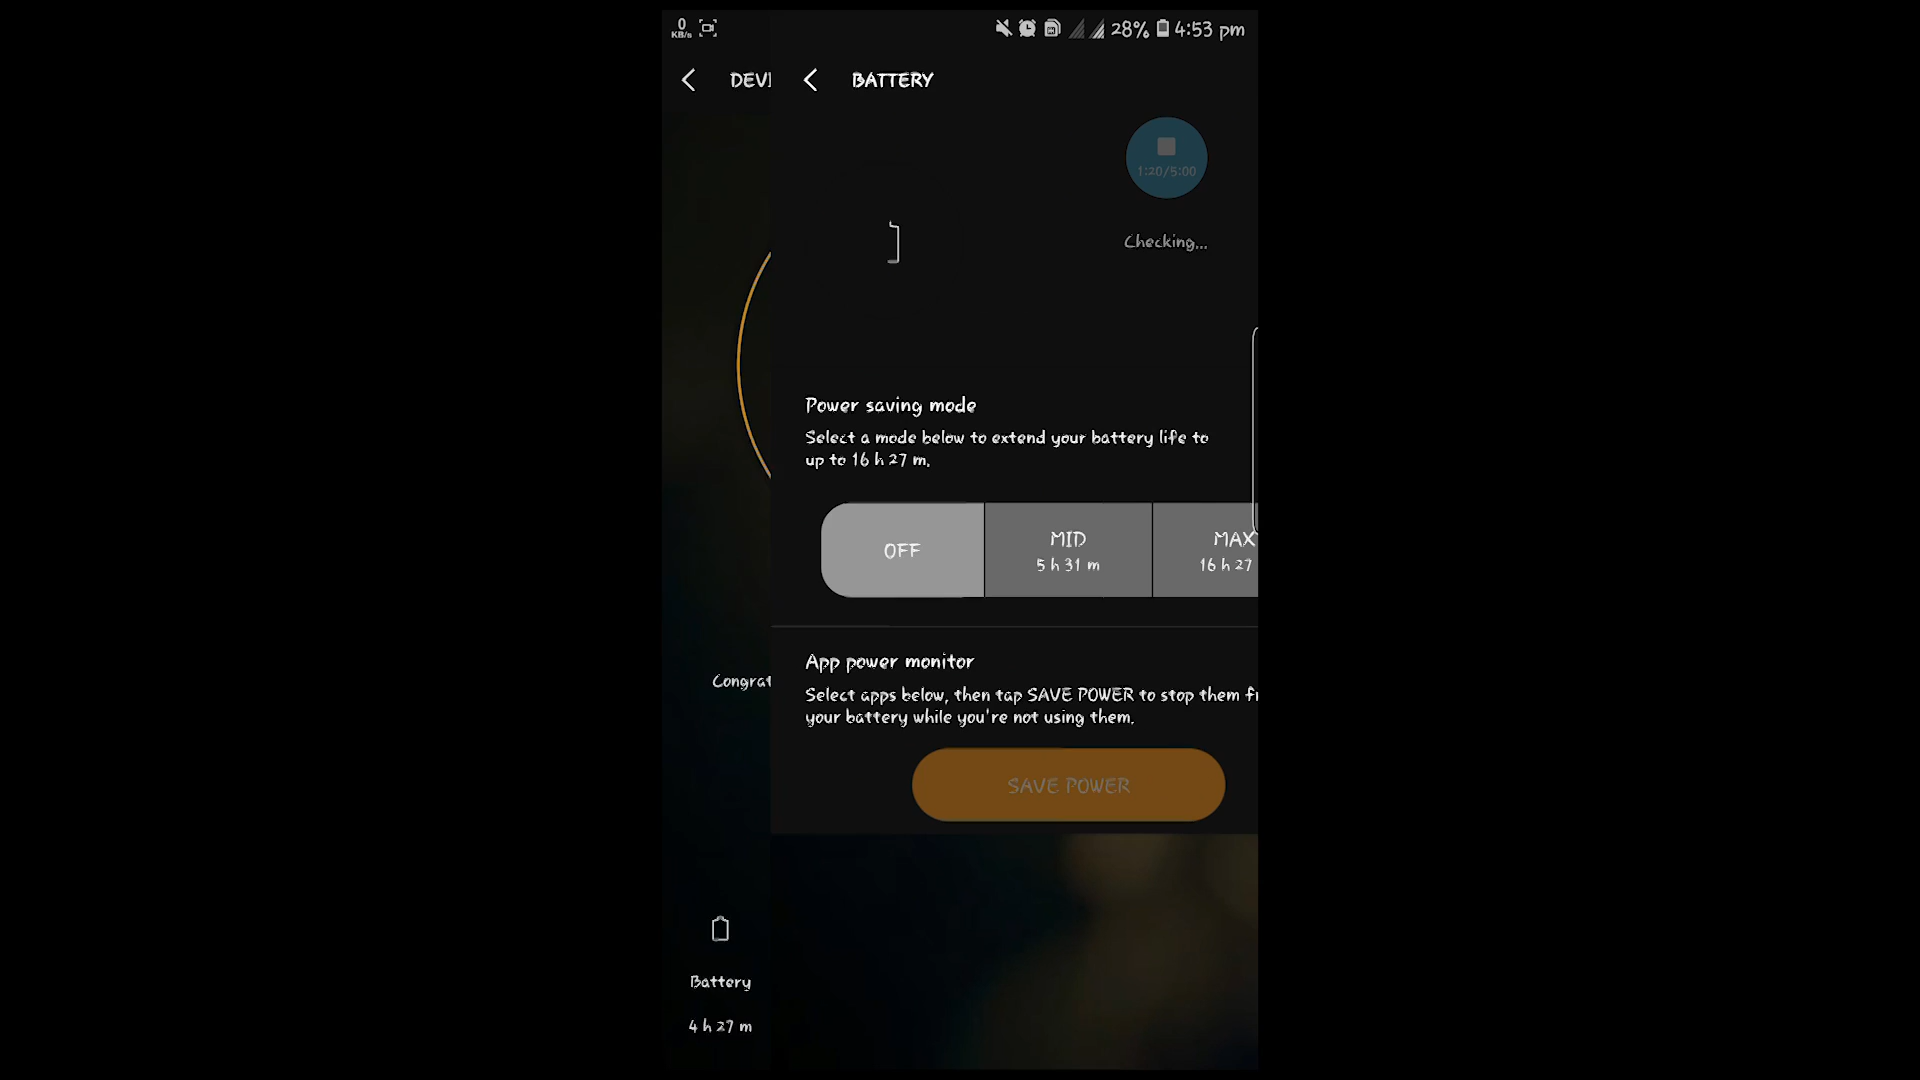 0
KB/s
28% 4:53 pm
DEVI
BATTERY
1:20/5:00
Checking...
Power saving mode
Select a mode below to extend your battery life to
up to 16 h 27 m.
OFF
MID
5 h 31 m
MAX
16 h 27
App power monitor
Select apps below, then tap SAVE POWER to stop them fr
your battery while you're not using them.
Congrat
SAVE POWER
Battery
4 h 27 m